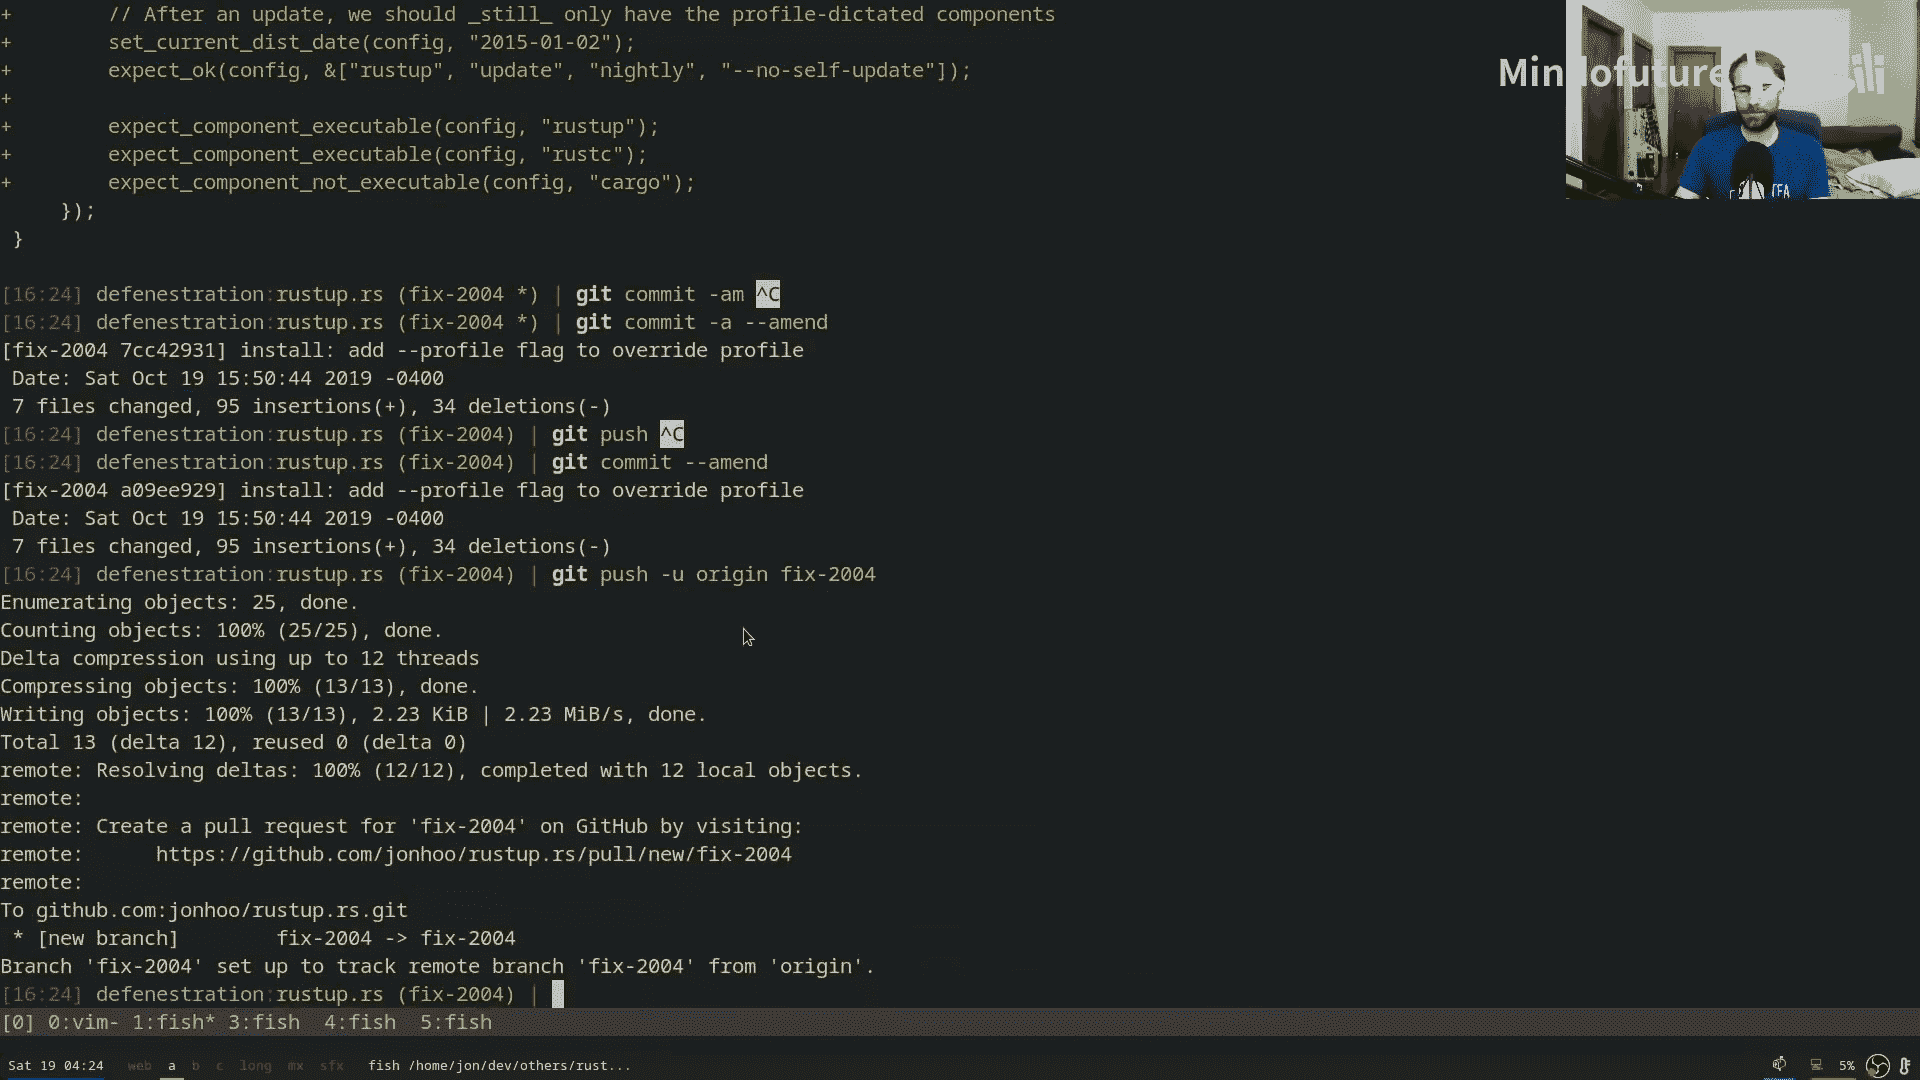 +        // After an update, we should _still_ only have the profile-dictated components
+        set_current_dist_date(config, "2015-01-02");
+        expect_ok(config, &["rustup", "update", "nightly", "--no-self-update"]);
+
+        expect_component_executable(config, "rustup");
+        expect_component_executable(config, "rustc");
+        expect_component_not_executable(config, "cargo");
     });
 }
[16:24] defenestration:rustup.rs (fix-2004 *) | git commit -am ^C
[16:24] defenestration:rustup.rs (fix-2004 *) | git commit -a --amend
[fix-2004 7cc42931] install: add --profile flag to override profile
 Date: Sat Oct 19 15:50:44 2019 -0400
 7 files changed, 95 insertions(+), 34 deletions(-)
[16:24] defenestration:rustup.rs (fix-2004) | git push ^C
[16:24] defenestration:rustup.rs (fix-2004) | git commit --amend
[fix-2004 a09ee929] install: add --profile flag to override profile
 Date: Sat Oct 19 15:50:44 2019 -0400
 7 files changed, 95 insertions(+), 34 deletions(-)
[16:24] defenestration:rustup.rs (fix-2004) | git push -u origin fix-2004
Enumerating objects: 25, done.
Counting objects: 100% (25/25), done.
Delta compression using up to 12 threads
Compressing objects: 100% (13/13), done.
Writing objects: 100% (13/13), 2.23 KiB | 2.23 MiB/s, done.
Total 13 (delta 12), reused 0 (delta 0)
remote: Resolving deltas: 100% (12/12), completed with 12 local objects.
remote:
remote: Create a pull request for 'fix-2004' on GitHub by visiting:
remote:      https://github.com/jonhoo/rustup.rs/pull/new/fix-2004
remote:
To github.com:jonhoo/rustup.rs.git
 * [new branch]        fix-2004 -> fix-2004
Branch 'fix-2004' set up to track remote branch 'fix-2004' from 'origin'.
[16:24] defenestration:rustup.rs (fix-2004) |
[0] 0:vim- 1:fish* 3:fish  4:fish  5:fish
Sat 19 04:24 web a b c long mx sfx fish /home/jon/dev/others/rust... 5%